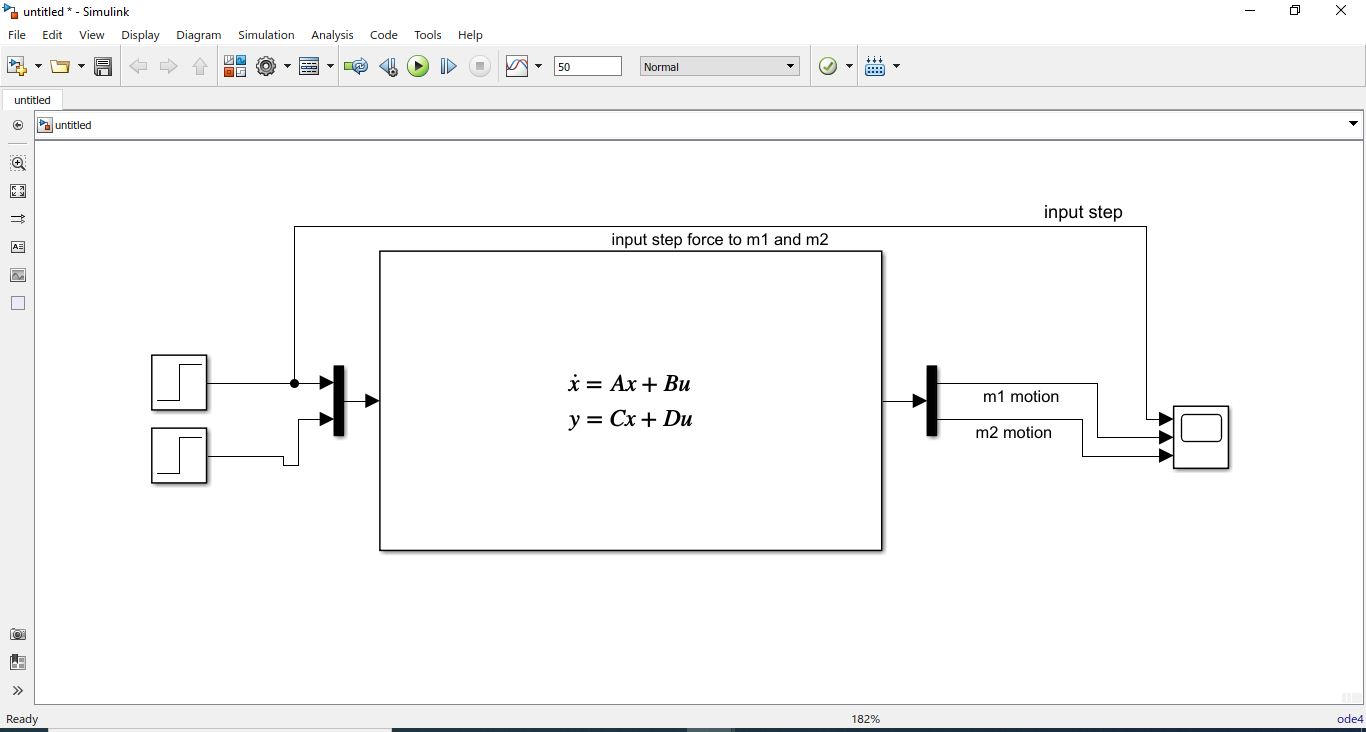 untitled * - Simulink
File Edit View Display Diagram Simulation Analysis Code Tools Help
50 Normal
untitled
untitled
input step
input step force to m1 and m2
ẋ = Ax + Bu
y = Cx + Du
m1 motion
m2 motion
Ready 182% ode4